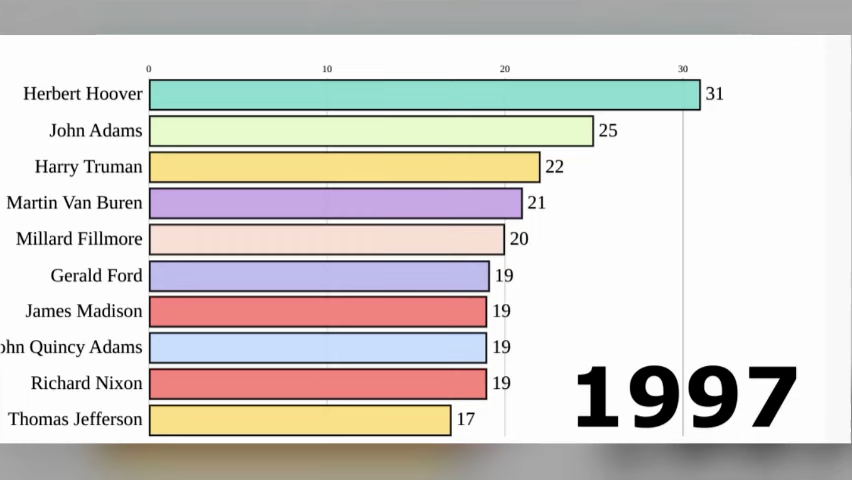 0 10 20 30
Herbert Hoover 31
John Adams 25
Harry Truman 22
Martin Van Buren 21
Millard Fillmore 20
Gerald Ford 19
James Madison 19
ohn Quincy Adams 19
Richard Nixon 19
Thomas Jefferson 17
1997